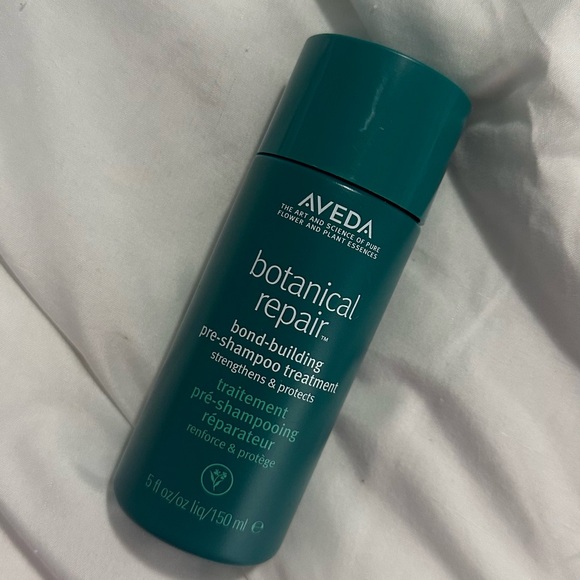 AVEDA
THE ART AND SCIENCE OF PURE
FLOWER AND PLANT ESSENCES
botanical
repair™
bond-building
pre-shampoo treatment
strengthens & protects
traitement
pré-shampooing
réparateur
renforce & protège
5 fl oz/oz liq/150 ml ℮